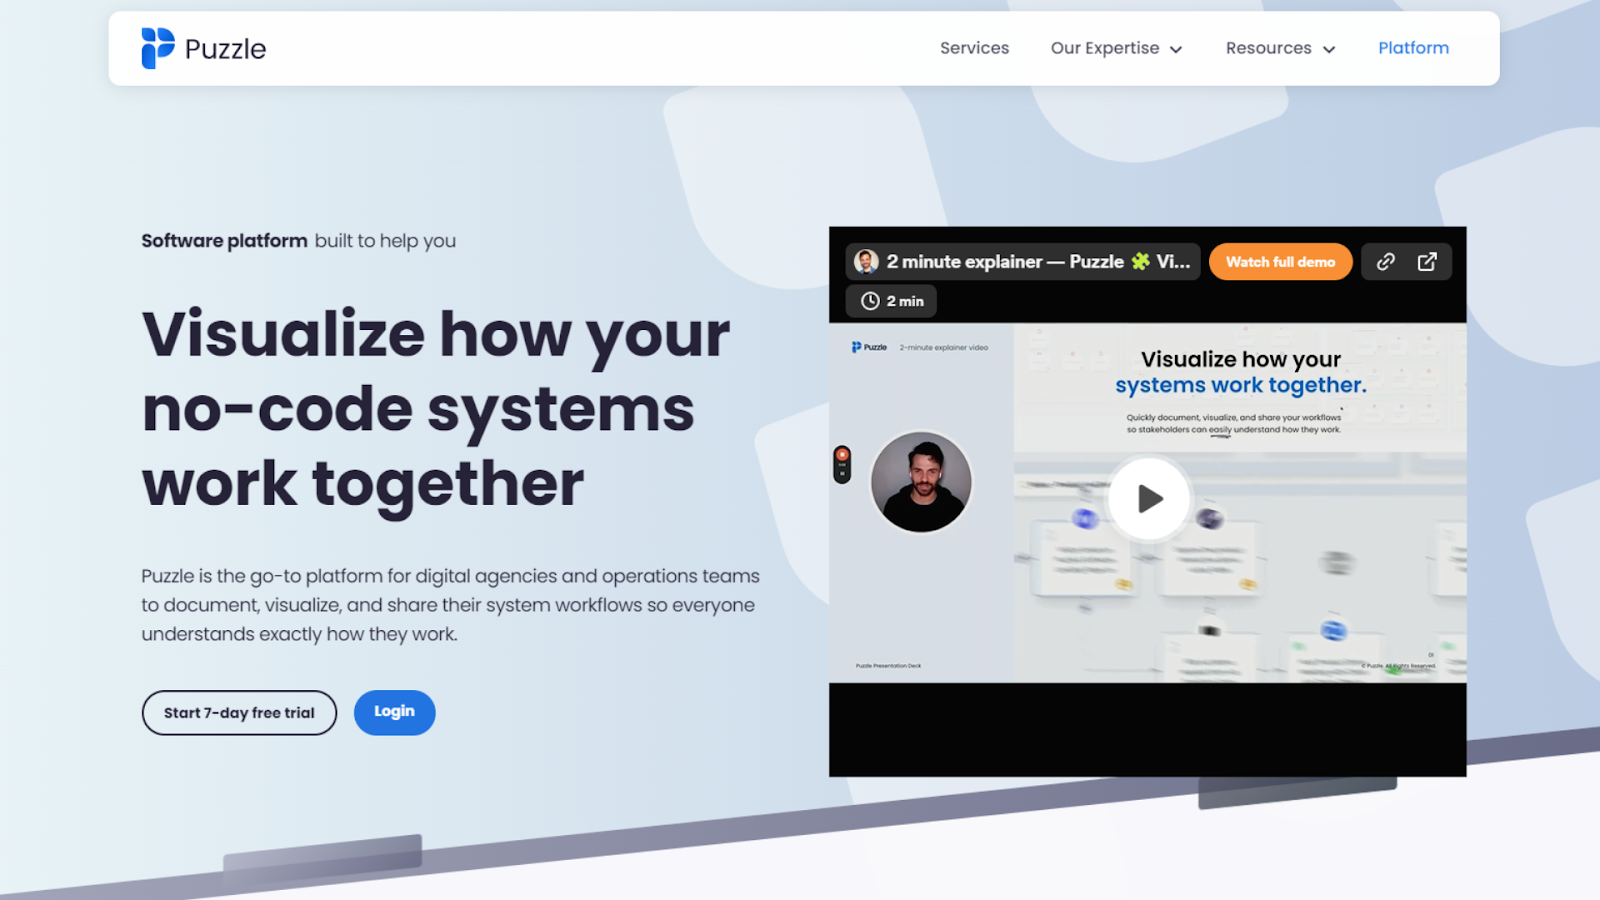 Puzzle
Services
Our Expertise
Resources
Platform
Software platform built to help you
Visualize how your
no-code systems
work together
Puzzle is the go-to platform for digital agencies and operations teams
to document, visualize, and share their system workflows so everyone
understands exactly how they work.
Start 7-day free trial
Login
2 minute explainer — Puzzle 🧩 Vi...
Watch full demo
2 min
Puzzle
2-minute explainer video
Visualize how your
systems work together.
Quickly document, visualize, and share your workflows
so stakeholders can easily understand how they work.
Puzzle Presentation Deck
01
© Puzzle. All Rights Reserved.